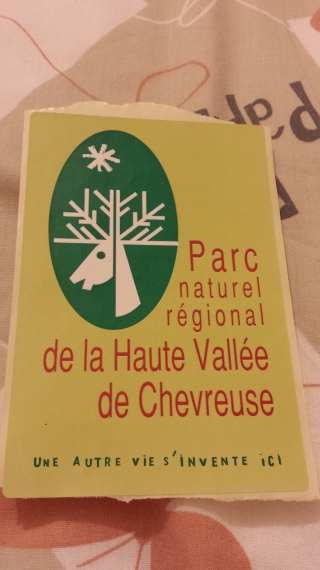 Parc
naturel
régional
de la Haute Vallée
de Chevreuse
UNE AUTRE ViE S'iNVENTE iCi